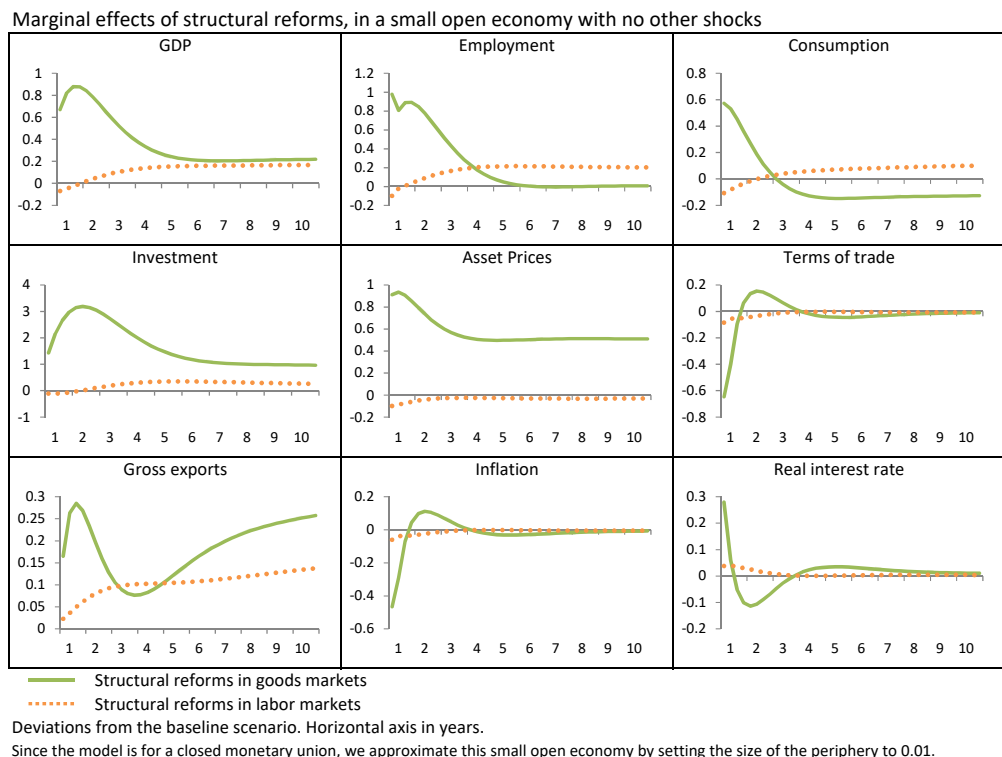 Marginal effects of structural reforms, in a small open economy with no other shocks
GDP
1
0.8
0.6
0.4
0.2
0
-0.2
1 2 3 4 5 6 7 8 9 10
Employment
1.2
1
0.8
0.6
0.4
0.2
0
-0.2
1 2 3 4 5 6 7 8 9 10
Consumption
0.8
0.6
0.4
0.2
0
-0.2
1 2 3 4 5 6 7 8 9 10
Investment
4
3
2
1
0
-1
1 2 3 4 5 6 7 8 9 10
Asset Prices
1
0.8
0.6
0.4
0.2
0
-0.2
1 2 3 4 5 6 7 8 9 10
Terms of trade
0.2
0
-0.2
-0.4
-0.6
-0.8
1 2 3 4 5 6 7 8 9 10
Gross exports
0.3
0.25
0.2
0.15
0.1
0.05
0
1 2 3 4 5 6 7 8 9 10
Inflation
0.2
0
-0.2
-0.4
-0.6
1 2 3 4 5 6 7 8 9 10
Real interest rate
0.3
0.2
0.1
0
-0.1
-0.2
1 2 3 4 5 6 7 8 9 10
Structural reforms in goods markets
Structural reforms in labor markets
Deviations from the baseline scenario. Horizontal axis in years.
Since the model is for a closed monetary union, we approximate this small open economy by setting the size of the periphery to 0.01.